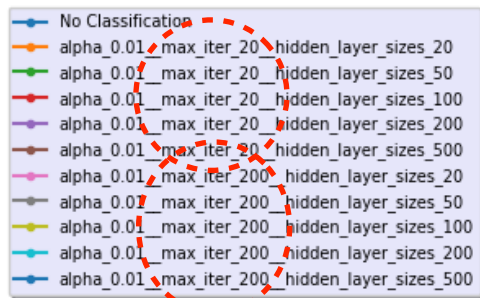 No Classification
alpha_0.01__max_iter_20__hidden_layer_sizes_20
alpha_0.01__max_iter_20__hidden_layer_sizes_50
alpha_0.01__max_iter_20__hidden_layer_sizes_100
alpha_0.01__max_iter_20__hidden_layer_sizes_200
alpha_0.01__max_iter_20__hidden_layer_sizes_500
alpha_0.01__max_iter_200__hidden_layer_sizes_20
alpha_0.01__max_iter_200__hidden_layer_sizes_50
alpha_0.01__max_iter_200__hidden_layer_sizes_100
alpha_0.01__max_iter_200__hidden_layer_sizes_200
alpha_0.01__max_iter_200__hidden_layer_sizes_500